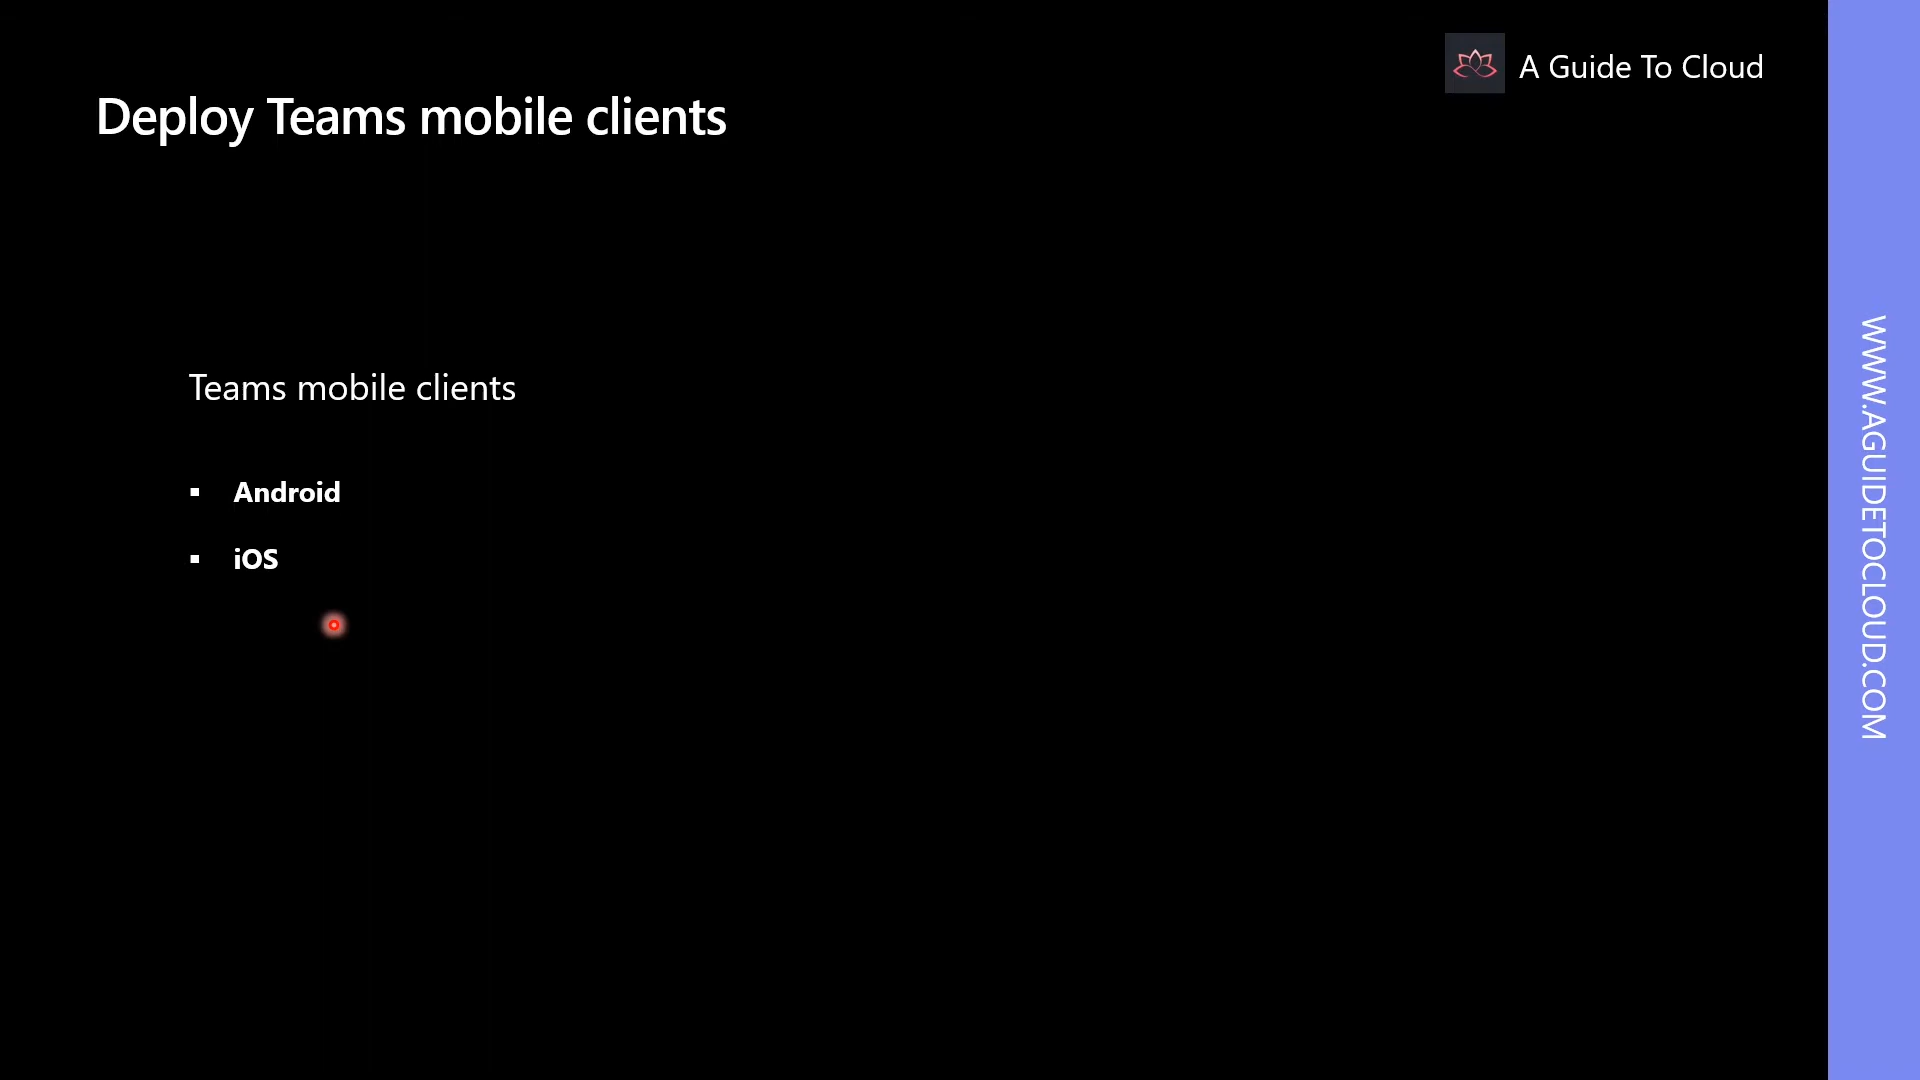 A Guide To Cloud
Deploy Teams mobile clients
Teams mobile clients
▪ Android
▪ iOS
WWW.AGUIDETOCLOUD.COM